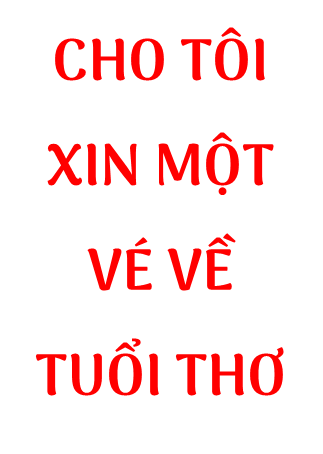 CHO TÔI
XIN MỘT
VÉ VỀ
TUỔI THƠ